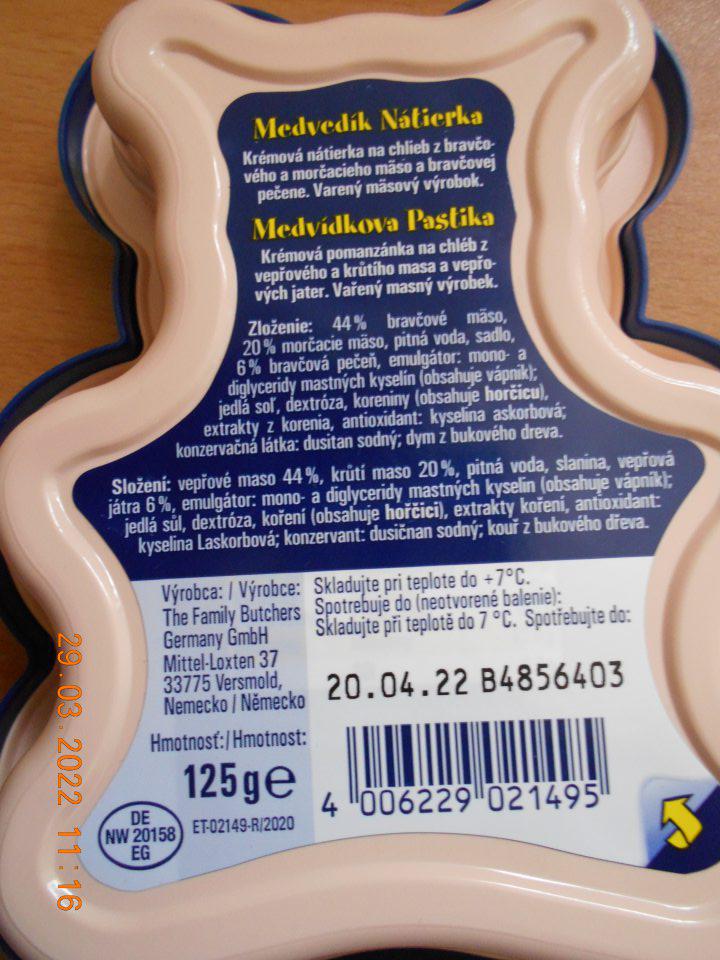 Medvedík Nátierka
Krémová nátierka na chlieb z bravčo-
vého a morčacieho mäso a bravčovej
pečene. Varený mäsový výrobok.
Medvídkova Pastika
Krémová pomanzánka na chléb z
vepřového a krůtího masa a vepřo-
vých jater. Vařený masný výrobek.
Zloženie: 44% bravčové mäso,
20% morčacie mäso, pitná voda, sadlo,
6% bravčová pečeň, emulgátor: mono- a
diglyceridy mastných kyselín (obsahuje vápnik);
jedlá soľ, dextróza, koreniny (obsahuje horčicu),
extrakty z korenia, antioxidant: kyselina askorbová;
konzervačná látka: dusitan sodný; dym z bukového dreva.
Složení: vepřové maso 44%, krůtí maso 20%, pitná voda, slanina, vepřová
játra 6%, emulgátor: mono- a diglyceridy mastných kyselin (obsahuje vápník);
jedlá sůl, dextróza, koření (obsahuje hořčici), extrakty koření, antioxidant:
kyselina Laskorbová; konzervant: dusičnan sodný; kouř z bukového dřeva.
Výrobca: / Výrobce:
The Family Butchers
Germany GmbH
Mittel-Loxten 37
33775 Versmold,
Nemecko / Německo
Skladujte pri teplote do +7°C.
Spotrebuje do (neotvorené balenie):
Skladujte při teplotě do 7 °C. Spotřebujte do:
20.04.22 B4856403
Hmotnosť:/Hmotnost:
125g e
4 006229 021495
DE
NW 20158
EG
ET-02149-R/2020
29.03.2022 11:16